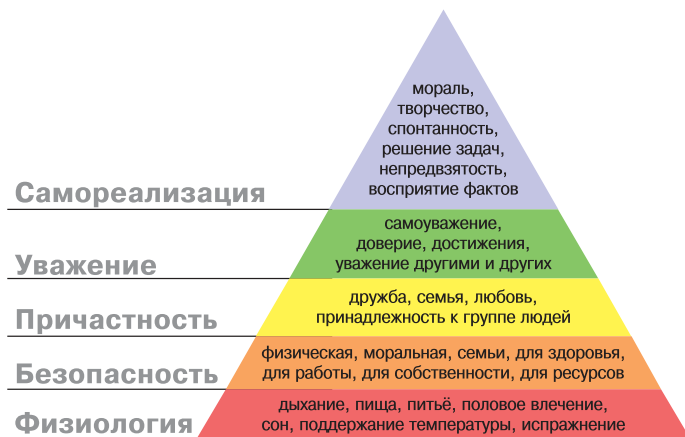 мораль,
творчество,
спонтанность,
решение задач,
непредвзятость,
восприятие фактов
Самореализация
самоуважение,
доверие, достижения,
уважение другими и других
Уважение
дружба, семья, любовь,
принадлежность к группе людей
Причастность
физическая, моральная, семьи, для здоровья,
для работы, для собственности, для ресурсов
Безопасность
дыхание, пища, питьё, половое влечение,
сон, поддержание температуры, испражнение
Физиология